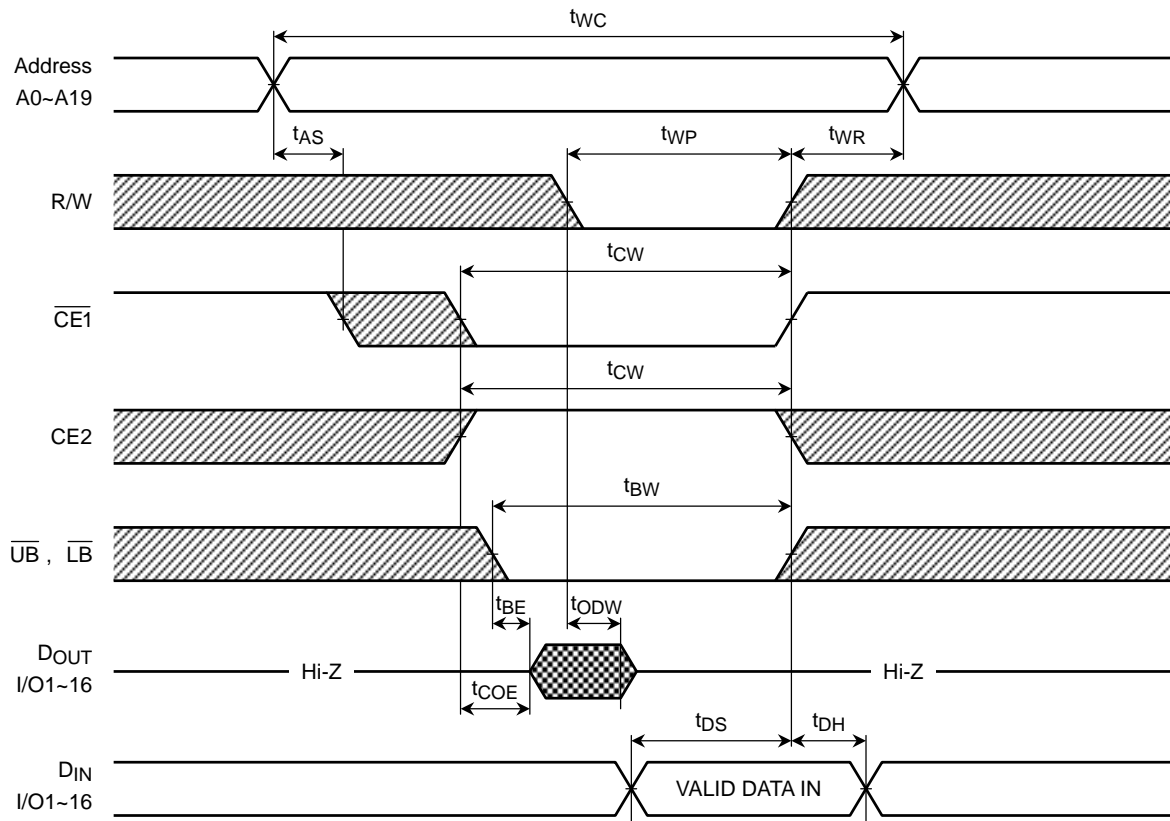 tWC
Address
A0~A19
tAS
tWP
tWR
R/W
tCW
CE1
tCW
CE2
tBW
UB , LB
tBE
tODW
DOUT
I/O1~16
Hi-Z
Hi-Z
tCOE
tDS
tDH
DIN
I/O1~16
VALID DATA IN